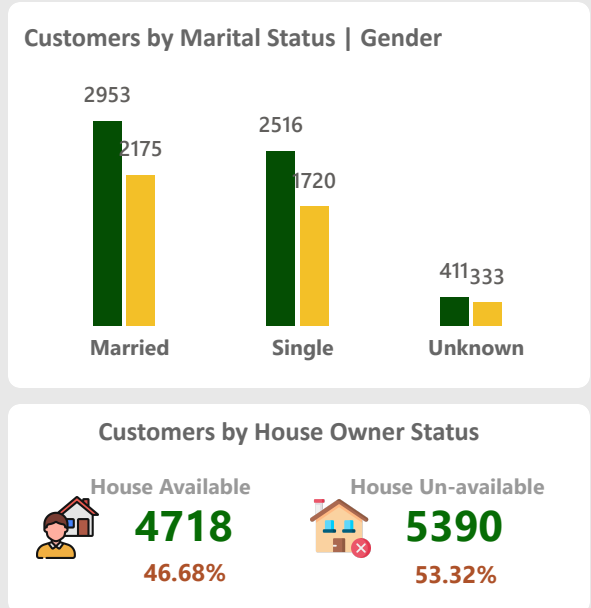 Customers by Marital Status | Gender
2953
2175
2516
1720
411
333
Married
Single
Unknown
Customers by House Owner Status
House Available
4718
46.68%
House Un-available
5390
53.32%